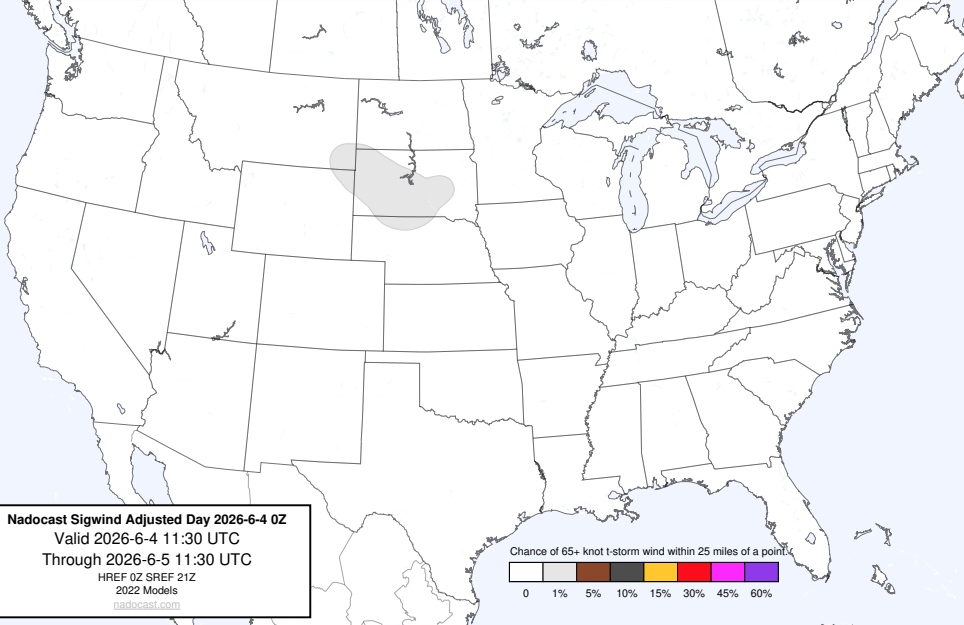 Nadocast Sigwind Adjusted Day 2026-6-4 0Z
Valid 2026-6-4 11:30 UTC
Through 2026-6-5 11:30 UTC
HREF 0Z SREF 21Z
2022 Models
nadocast.com
Chance of 65+ knot t-storm wind within 25 miles of a point.
0 1% 5% 10% 15% 30% 45% 60%